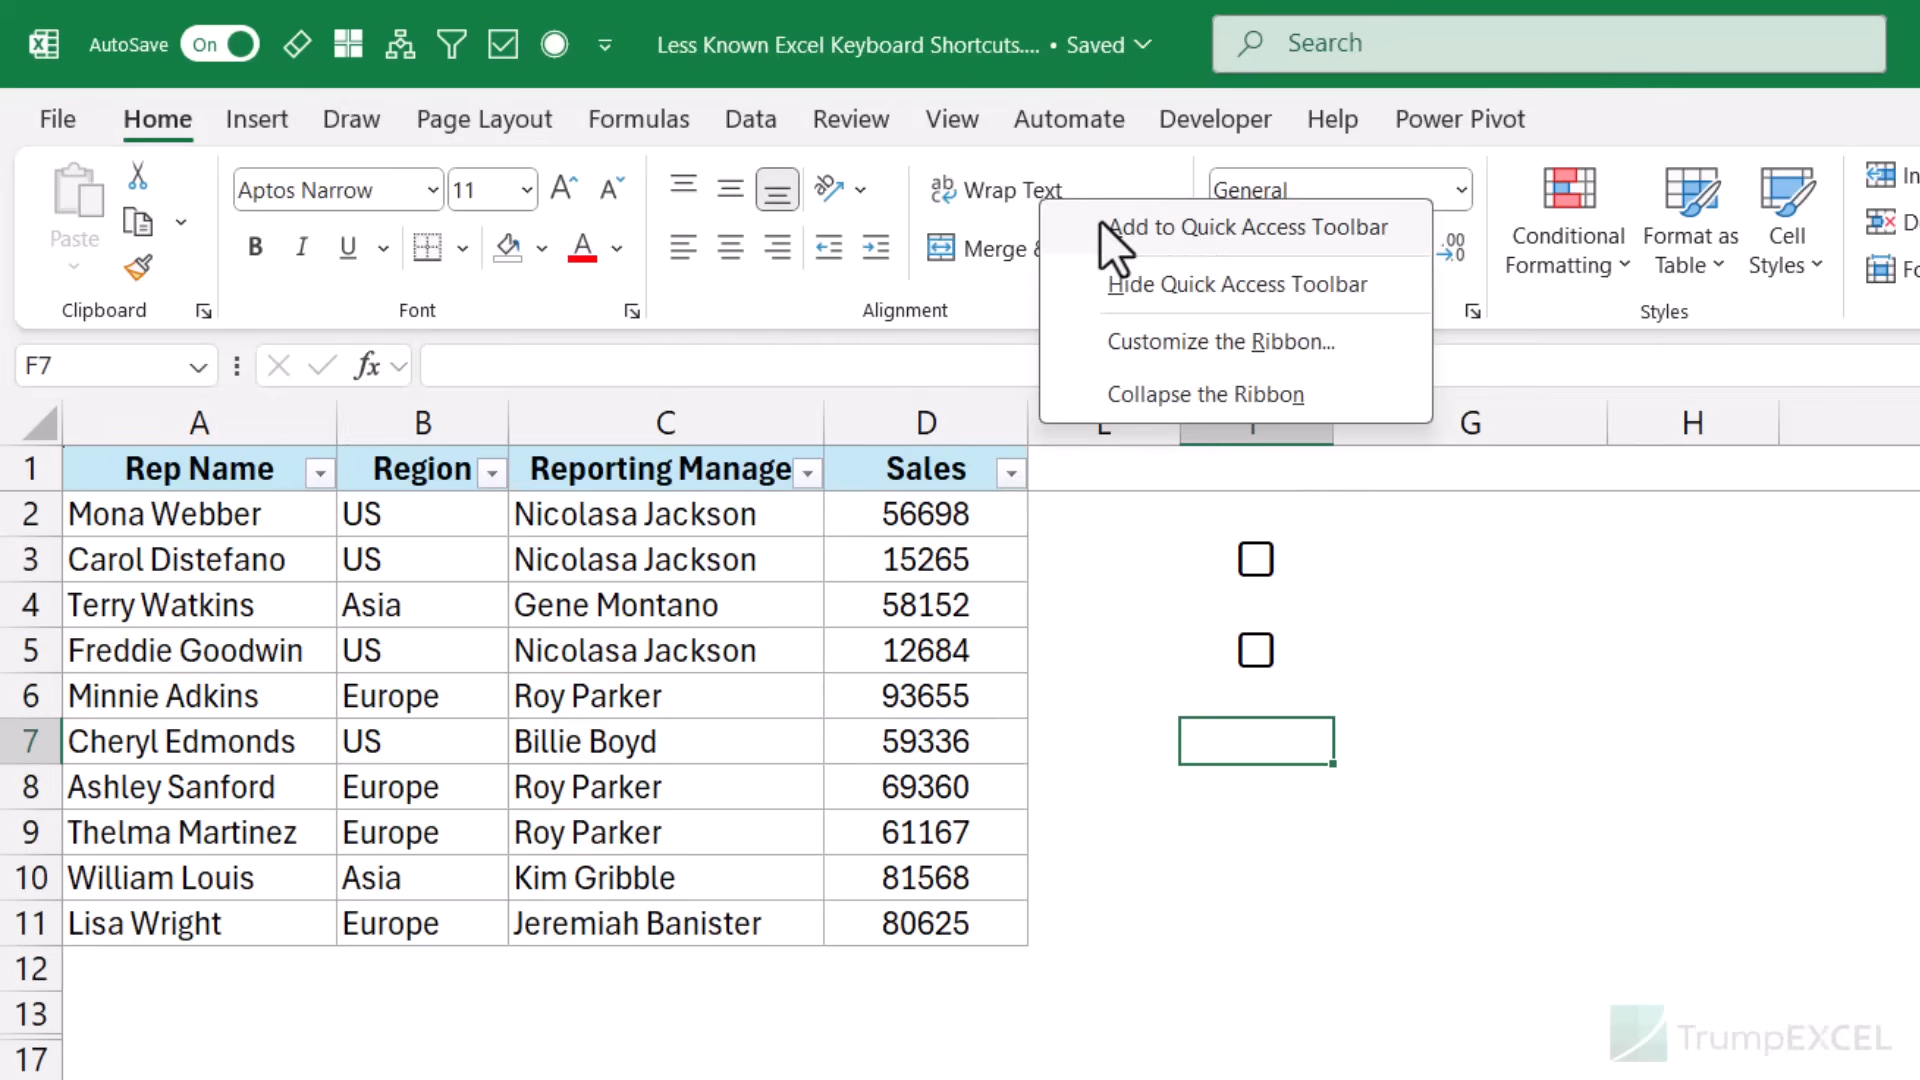 AutoSave On Less Known Excel Keyboard Shortcuts.... • Saved Search
File Home Insert Draw Page Layout Formulas Data Review View Automate Developer Help Power Pivot
Paste
Aptos Narrow 11
B I U A
ab Wrap Text
Merge &
General
.00
→0
Conditional
Formatting
Format as
Table
Cell
Styles
In
D
Fo
Clipboard Font Alignment Styles
Add to Quick Access Toolbar
Hide Quick Access Toolbar
Customize the Ribbon...
Collapse the Ribbon
F7 fx
A B C D G H
1 Rep Name Region Reporting Manage Sales
2 Mona Webber US Nicolasa Jackson 56698
3 Carol Distefano US Nicolasa Jackson 15265
4 Terry Watkins Asia Gene Montano 58152
5 Freddie Goodwin US Nicolasa Jackson 12684
6 Minnie Adkins Europe Roy Parker 93655
7 Cheryl Edmonds US Billie Boyd 59336
8 Ashley Sanford Europe Roy Parker 69360
9 Thelma Martinez Europe Roy Parker 61167
10 William Louis Asia Kim Gribble 81568
11 Lisa Wright Europe Jeremiah Banister 80625
12
13
17
TrumpEXCEL